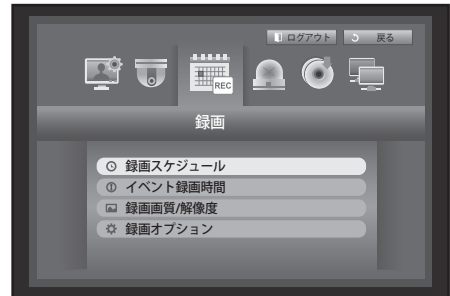 ログアウト 戻る
REC
録画
録画スケジュール
イベント録画時間
録画画質/解像度
録画オプション